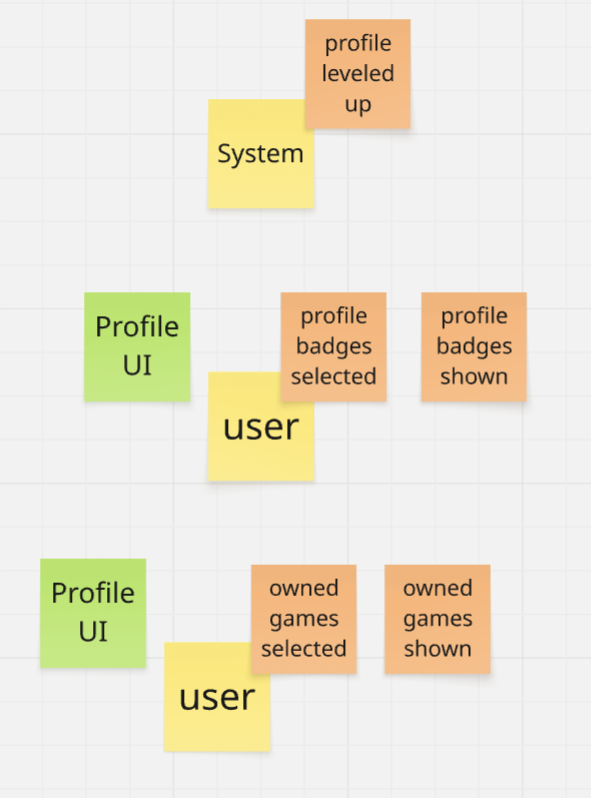 profile
leveled
up
System
Profile
UI
profile
badges
selected
profile
badges
shown
user
Profile
UI
owned
games
selected
owned
games
shown
user